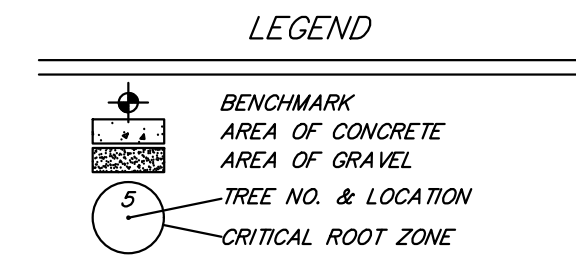 LEGEND
BENCHMARK
AREA OF CONCRETE
AREA OF GRAVEL
5 TREE NO. & LOCATION
CRITICAL ROOT ZONE